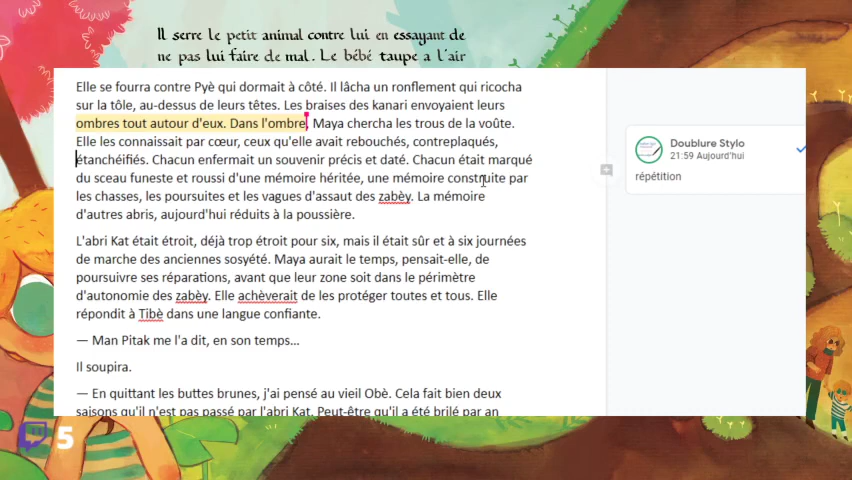 Il serre le petit animal contre lui en essayant de
ne pas lui faire de mal. Le bébé taupe a l'air
Elle se fourra contre Pyè qui dormait à côté. Il lâcha un ronflement qui ricocha
sur la tôle, au-dessus de leurs têtes. Les braises des kanari envoyaient leurs
ombres tout autour d'eux. Dans l'ombre, Maya chercha les trous de la voûte.
Elle les connaissait par cœur, ceux qu'elle avait rebouchés, contreplaqués,
étanchéifiés. Chacun enfermait un souvenir précis et daté. Chacun était marqué
du sceau funeste et roussi d'une mémoire héritée, une mémoire construite par
les chasses, les poursuites et les vagues d'assaut des zabèy. La mémoire
d'autres abris, aujourd'hui réduits à la poussière.
L'abri Kat était étroit, déjà trop étroit pour six, mais il était sûr et à six journées
de marche des anciennes sosyété. Maya aurait le temps, pensait-elle, de
poursuivre ses réparations, avant que leur zone soit dans le périmètre
d'autonomie des zabèy. Elle achèverait de les protéger toutes et tous. Elle
répondit à Tibè dans une langue confiante.
— Man Pitak me l'a dit, en son temps...
Il soupira.
— En quittant les buttes brunes, j'ai pensé au vieil Obè. Cela fait bien deux
saisons qu'il n'est pas passé par l'abri Kat. Peut-être qu'il a été brilé par an
Doublure Stylo
21:59 Aujourd'hui
répétition
5